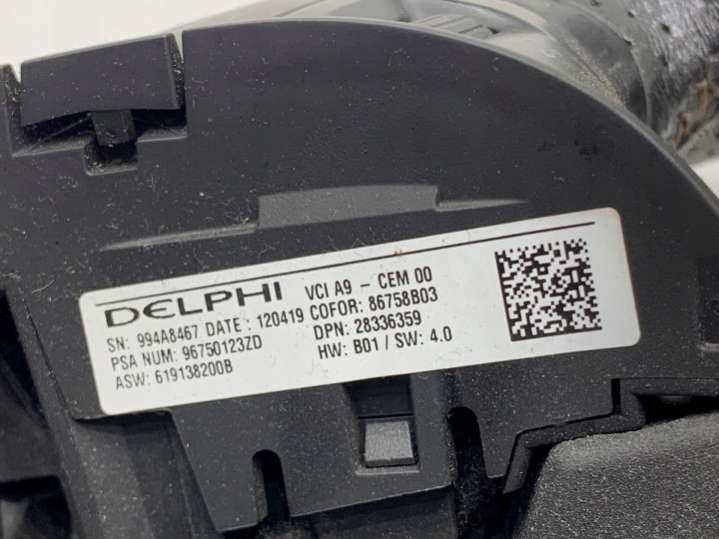 DELPHI VCI A9 - CEM 00
SN: 994A8467 DATE : 120419 COFOR: 86758B03
PSA NUM: 96750123ZD DPN: 28336359
ASW: 619138200B HW: B01 / SW: 4.0